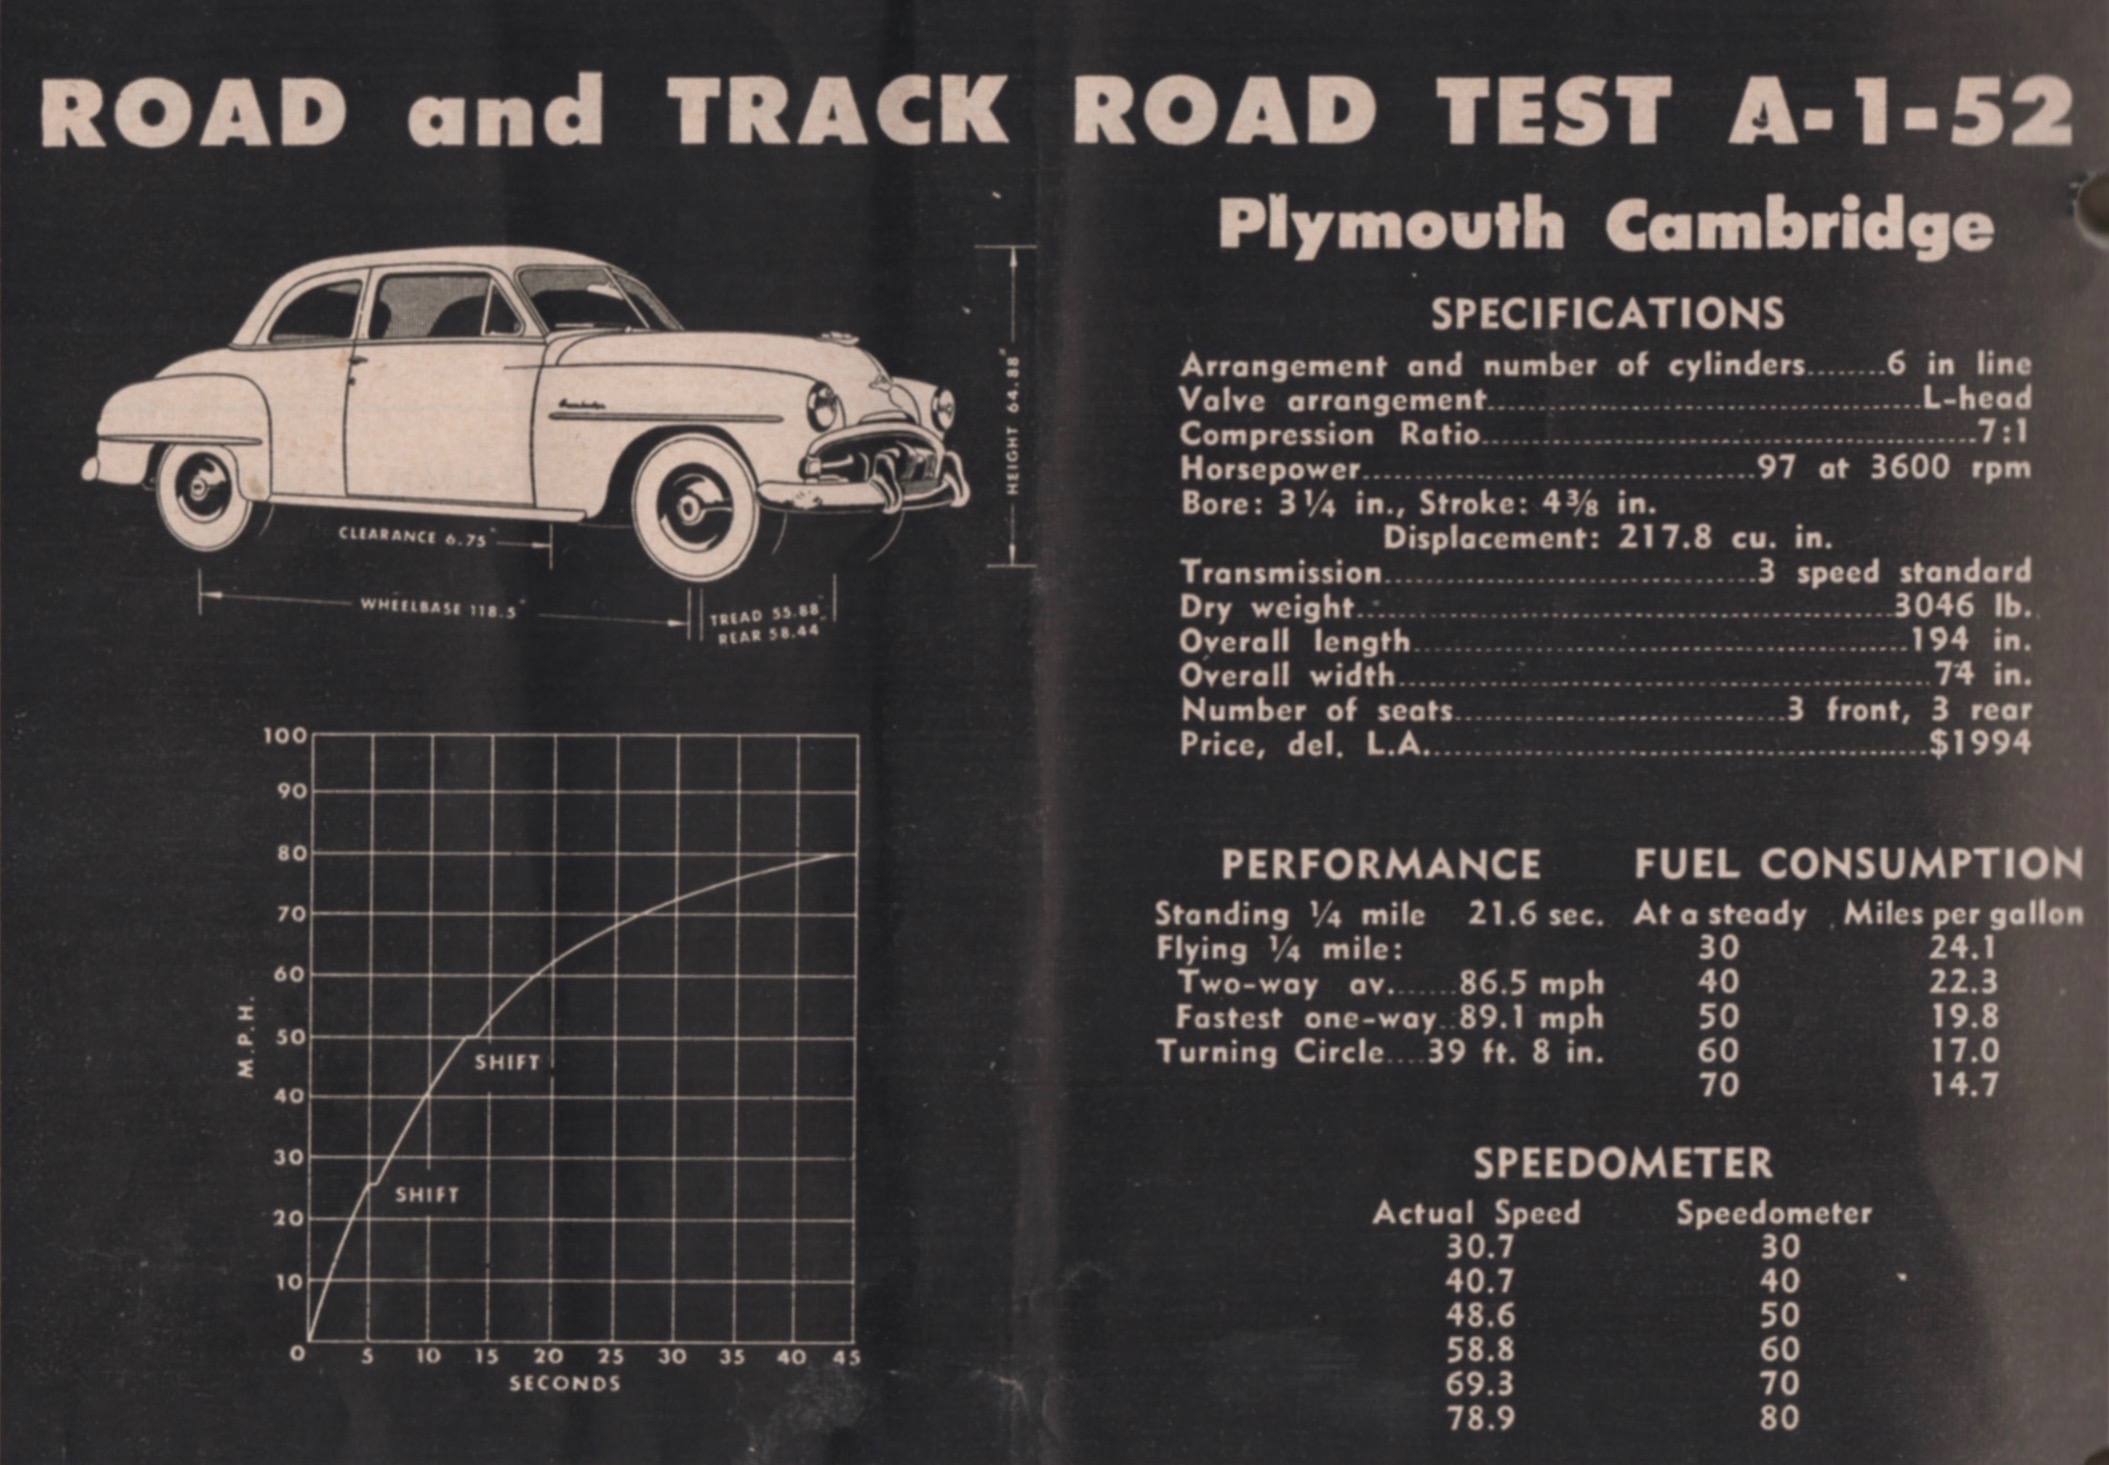 ROAD and TRACK ROAD TEST A-1-52
Plymouth Cambridge
SPECIFICATIONS
Arrangement and number of cylinders........6 in line
Valve arrangement........L-head
Compression Ratio........7:1
Horsepower........97 at 3600 rpm
Bore: 3 1/4 in., Stroke: 4 3/8 in.
Displacement: 217.8 cu. in.
Transmission........3 speed standard
Dry weight........3046 lb.
Overall length........194 in.
Overall width........74 in.
Number of seats........3 front, 3 rear
Price, del. L.A.........$1994
HEIGHT 64.88"
CLEARANCE 6.75"
WHEELBASE 118.5"
TREAD 55.88"
REAR 58.44"
100
90
80
70
60
50
40
30
20
10
M.P.H.
SHIFT
SHIFT
0 5 10 15 20 25 30 35 40 45
SECONDS
PERFORMANCE
Standing 1/4 mile 21.6 sec.
Flying 1/4 mile:
Two-way av.......86.5 mph
Fastest one-way..89.1 mph
Turning Circle....39 ft. 8 in.
FUEL CONSUMPTION
At a steady Miles per gallon
30 24.1
40 22.3
50 19.8
60 17.0
70 14.7
SPEEDOMETER
Actual Speed Speedometer
30.7 30
40.7 40
48.6 50
58.8 60
69.3 70
78.9 80